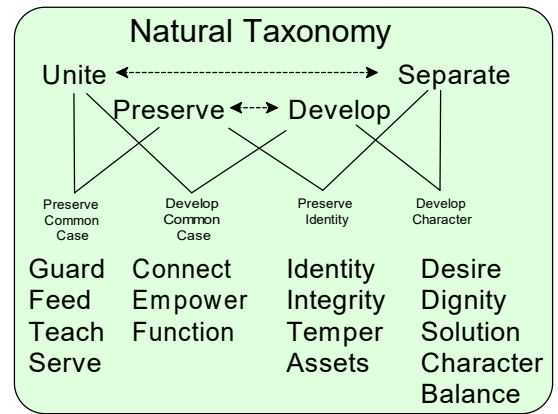 Natural Taxonomy
Unite Separate
Preserve Develop
Preserve
Common
Case
Develop
Common
Case
Preserve
Identity
Develop
Character
Guard
Feed
Teach
Serve
Connect
Empower
Function
Identity
Integrity
Temper
Assets
Desire
Dignity
Solution
Character
Balance